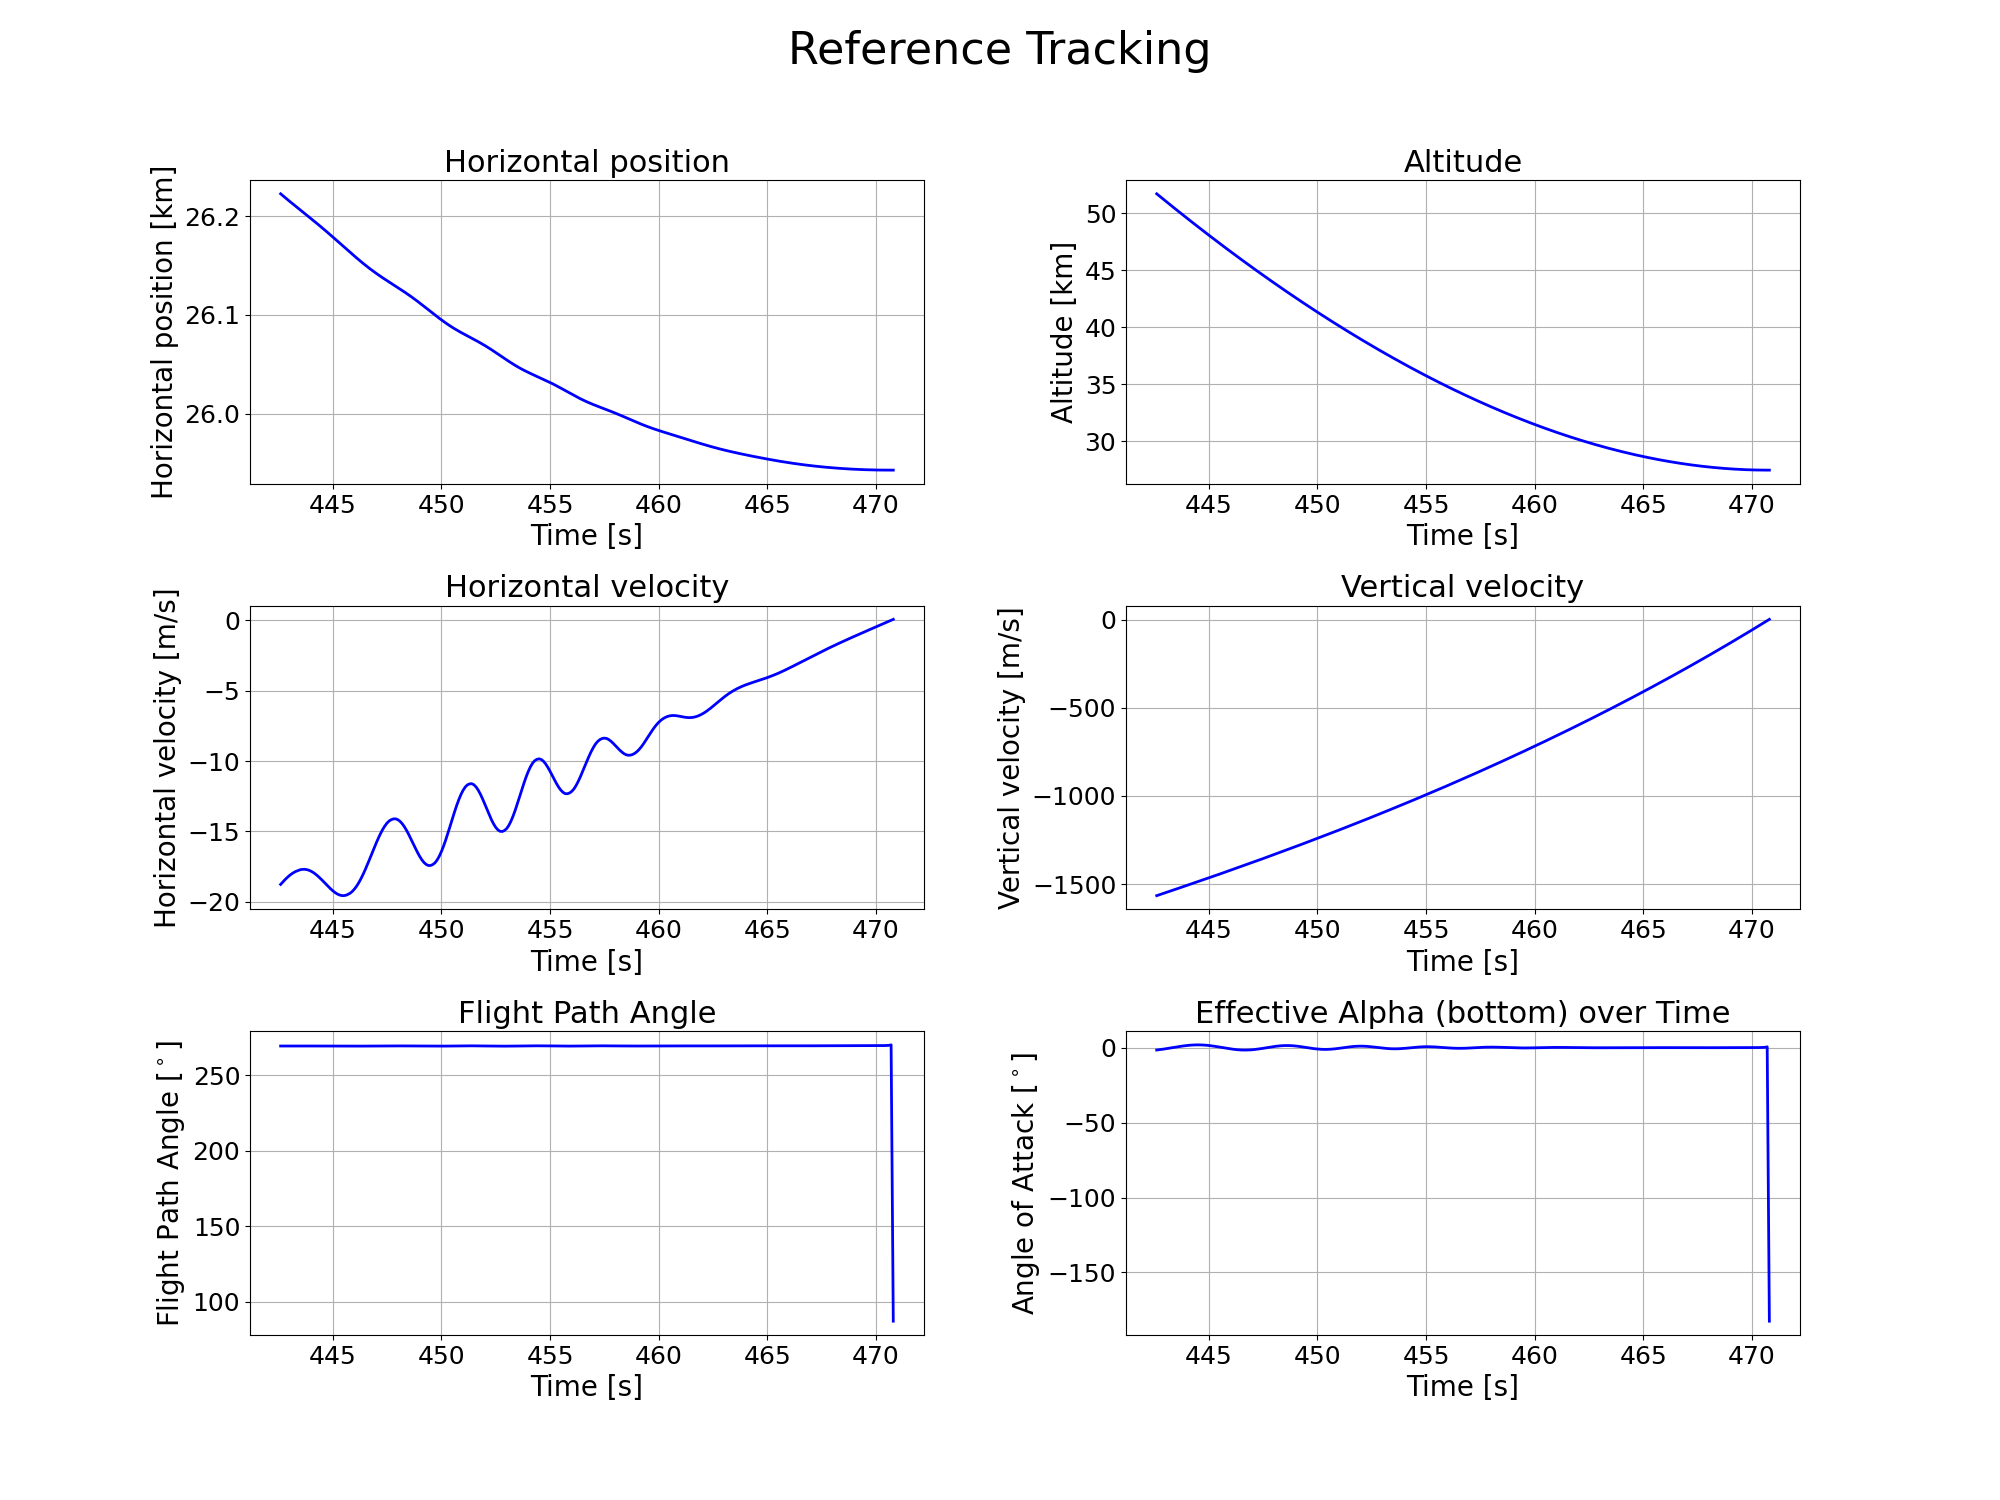 Reference Tracking
Horizontal position
Horizontal position [km]
26.2
26.1
26.0
445 450 455 460 465 470
Time [s]
Altitude
Altitude [km]
50
45
40
35
30
445 450 455 460 465 470
Time [s]
Horizontal velocity
Horizontal velocity [m/s]
0
−5
−10
−15
−20
445 450 455 460 465 470
Time [s]
Vertical velocity
Vertical velocity [m/s]
0
−500
−1000
−1500
445 450 455 460 465 470
Time [s]
Flight Path Angle
Flight Path Angle [°]
250
200
150
100
445 450 455 460 465 470
Time [s]
Effective Alpha (bottom) over Time
Angle of Attack [°]
0
−50
−100
−150
445 450 455 460 465 470
Time [s]